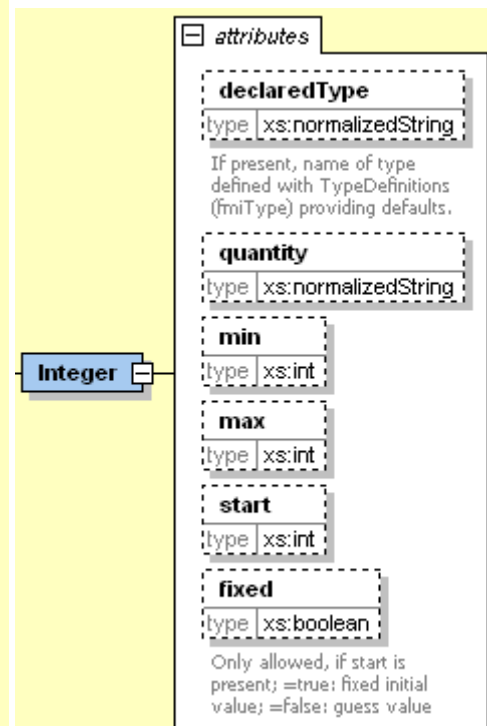 attributes
declaredType
type xs:normalizedString
If present, name of type
defined with TypeDefinitions
(fmiType) providing defaults.
quantity
type xs:normalizedString
min
type xs:int
Integer
max
type xs:int
start
type xs:int
fixed
type xs:boolean
Only allowed, if start is
present; =true: fixed initial
value; =false: guess value